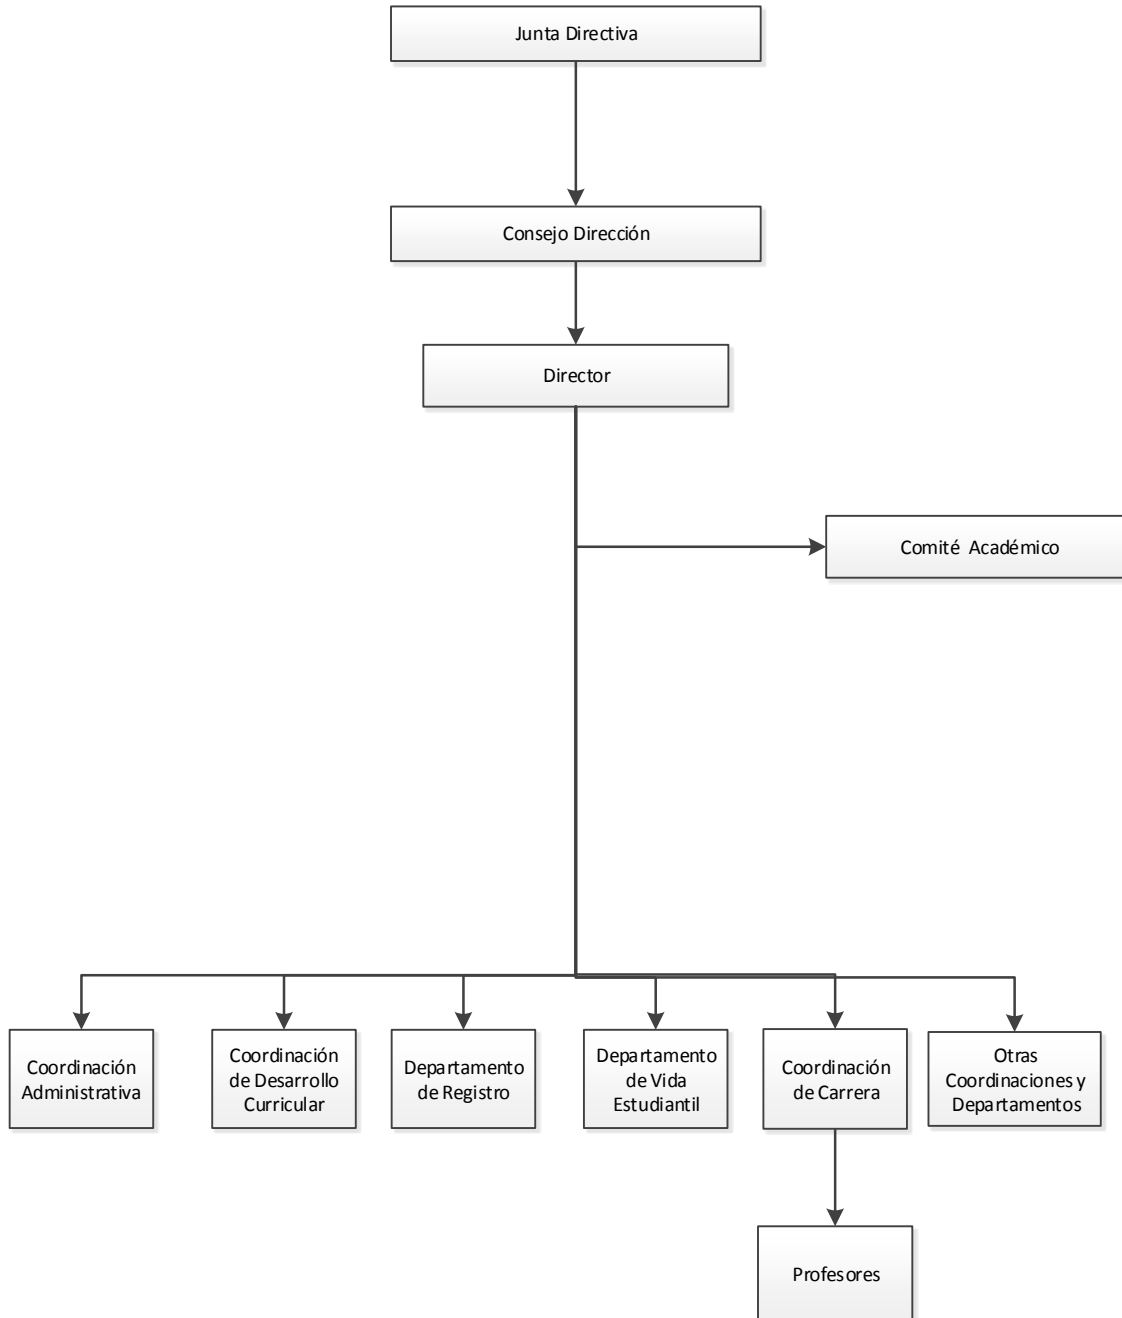 Junta Directiva
Consejo Dirección
Director
Comité Académico
Coordinación
Administrativa
Coordinación
de Desarrollo
Curricular
Departamento
de Registro
Departamento
de Vida
Estudiantil
Coordinación
de Carrera
Otras
Coordinaciones y
Departamentos
Profesores